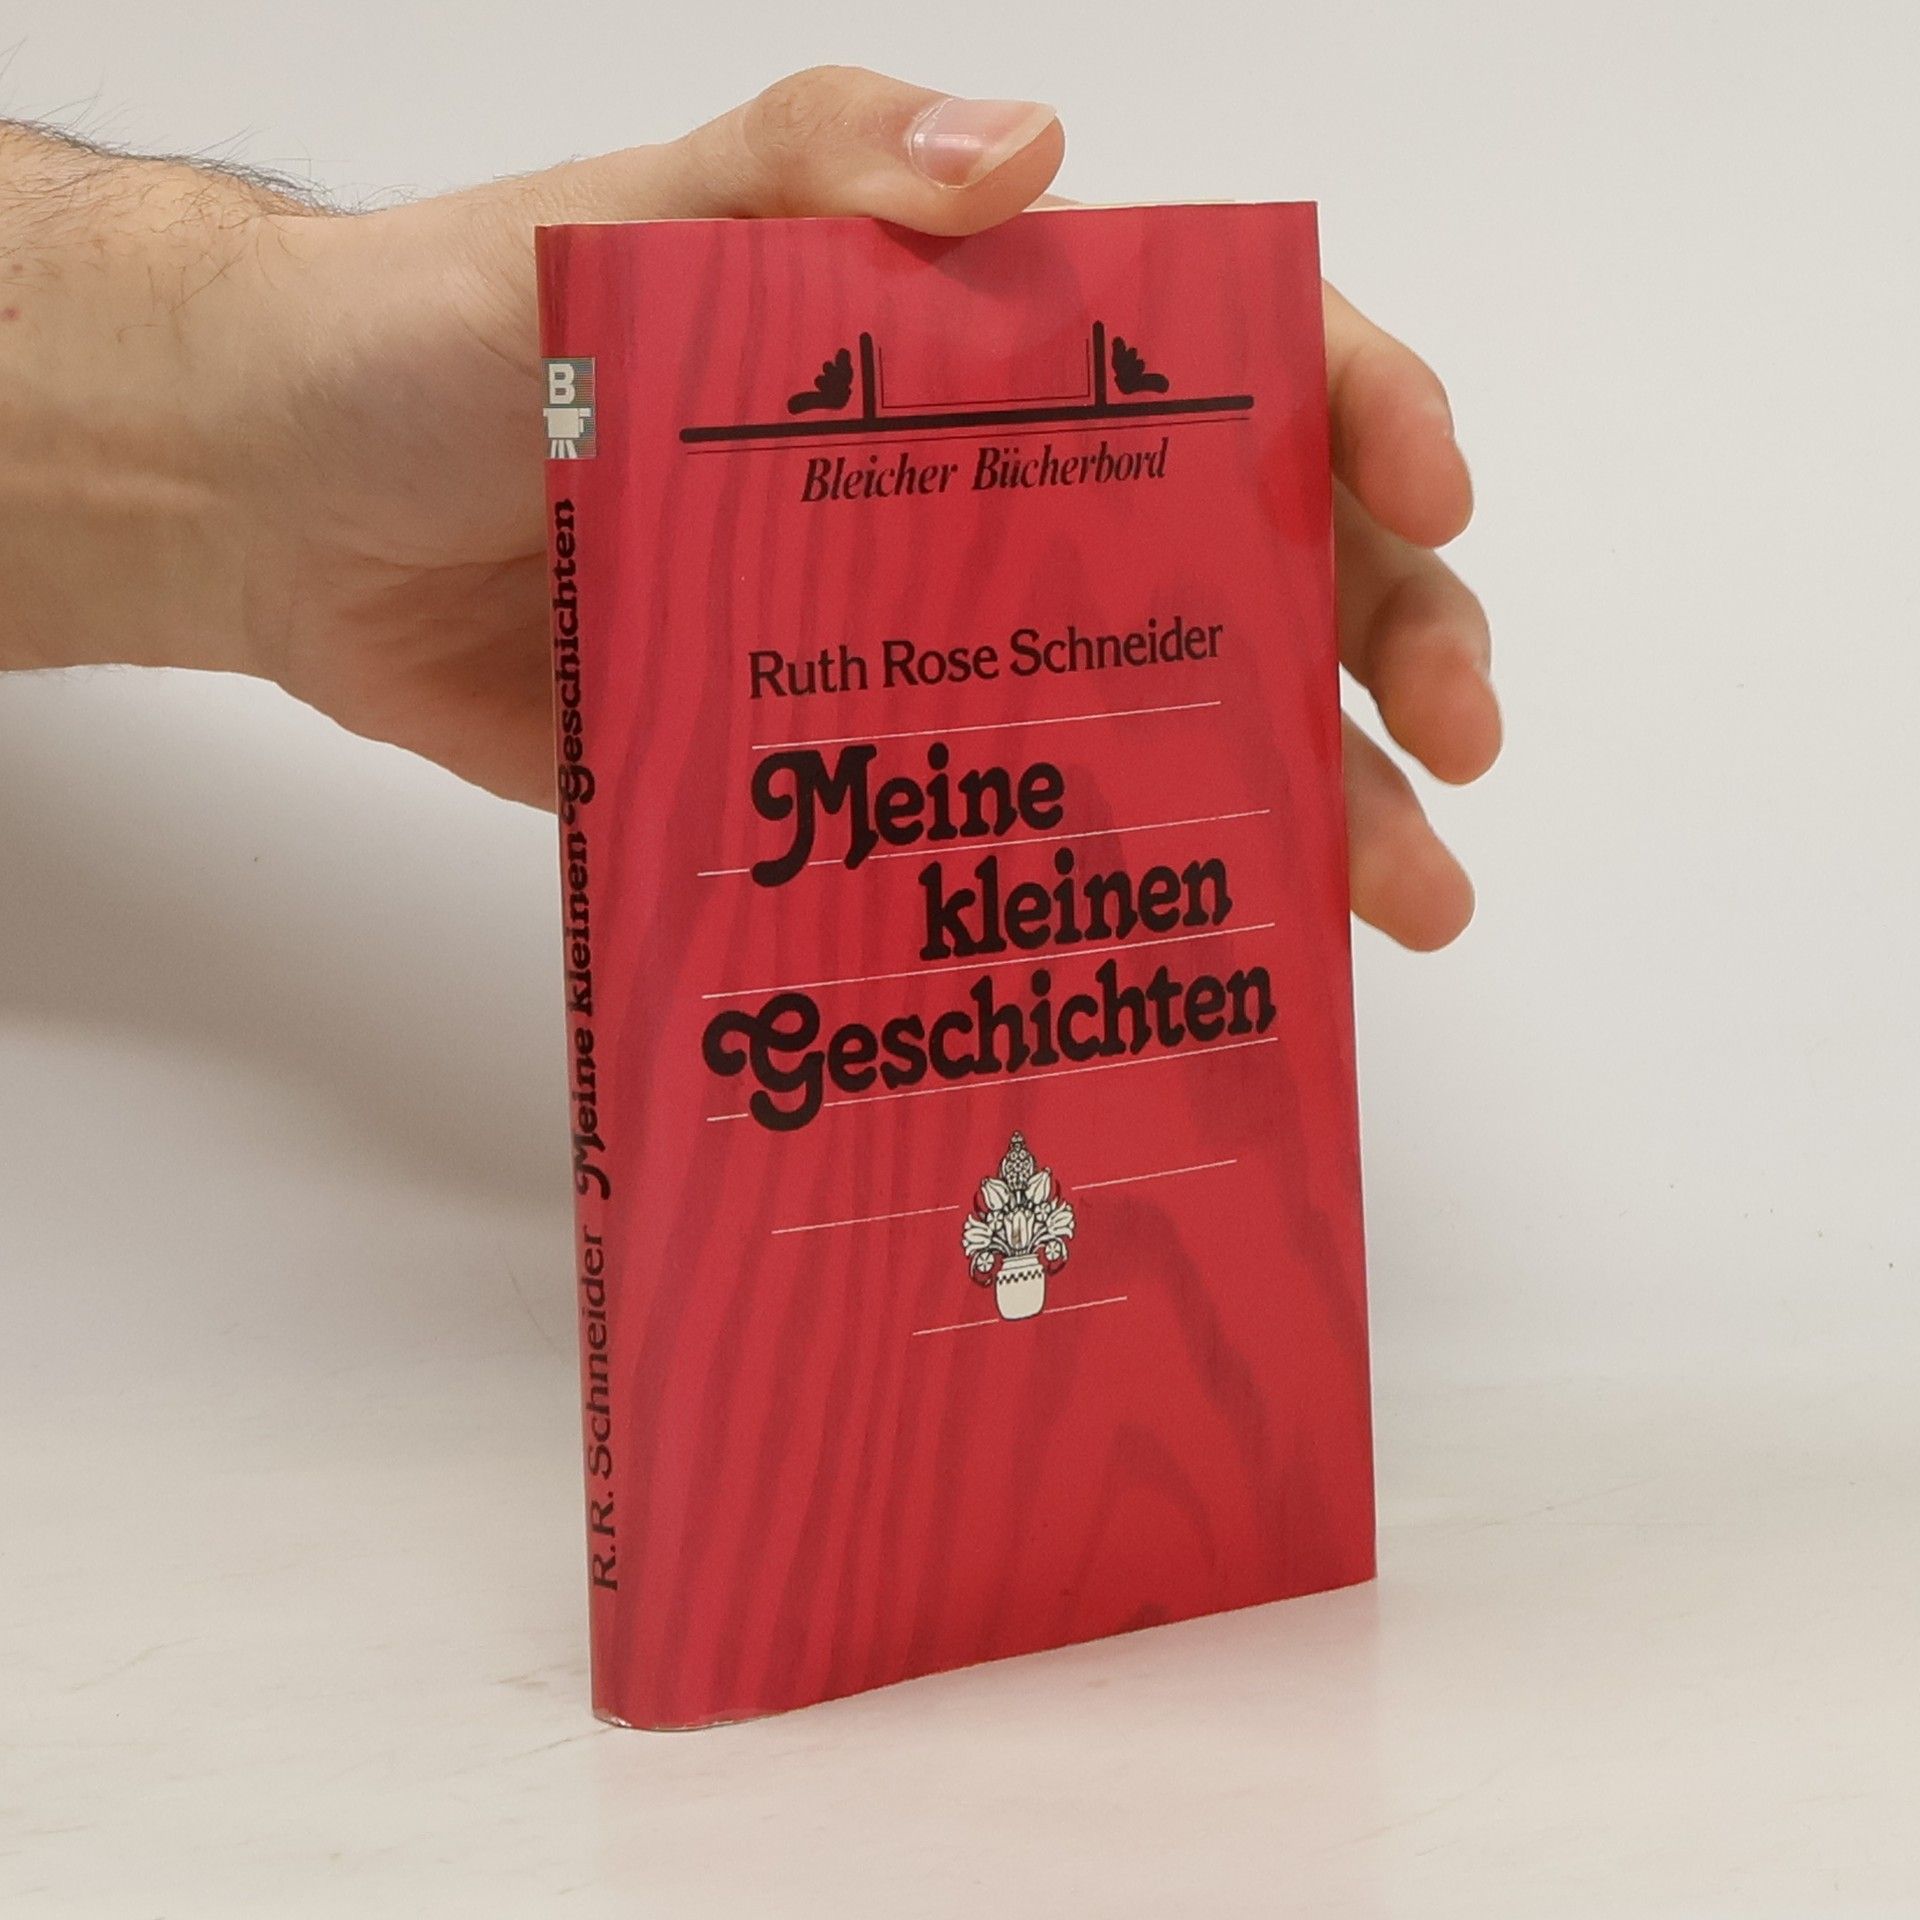 Bleicher Bücherbord
Ruth Rose Schneider
Meine
kleinen
Geschichten
R.R. Schneider Meine kleinen Geschichten
B